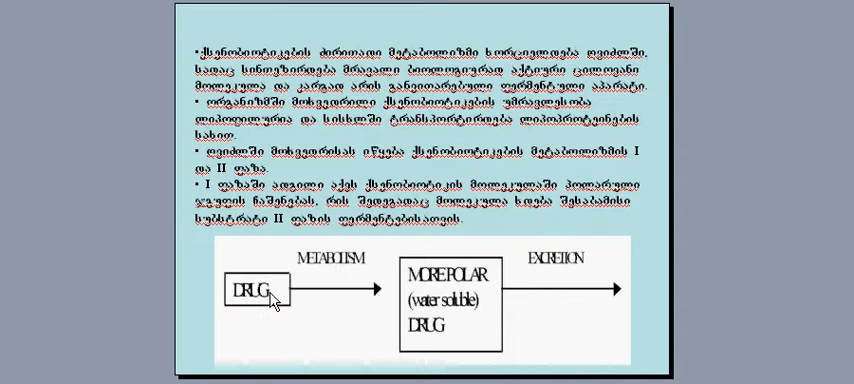 •ქსენობიოტიკების ძირითადი მეტაბოლიზმი ხორციელდება ღვიძლში,
სადაც სინთეზირდება მრავალი ბიოლოგიურად აქტიური ცილოვანი
მოლეკულა და კარგად არის განვითარებული ფერმენტული აპარატი.
• ორგანიზმში მოხვედრილი ქსენობიოტიკების უმრავლესობა
ლიპოფილურია და სისხლში ტრანსპორტირდება ლიპოპროტეინების
სახით.
• ღვიძლში მოხვედრისას იწყება ქსენობიოტიკების მეტაბოლიზმის I
და II ფაზა.
• I ფაზაში ადგილი აქვს ქსენობიოტიკის მოლეკულაში პოლარული
ჯგუფის ჩაშენებას, რის შედეგადაც მოლეკულა ხდება შესაბამისი
სუბსტრატი II ფაზის ფერმენტებისათვის.
METABOLISM
EXCRETION
DRUG
MORE POLAR
(water soluble)
DRUG